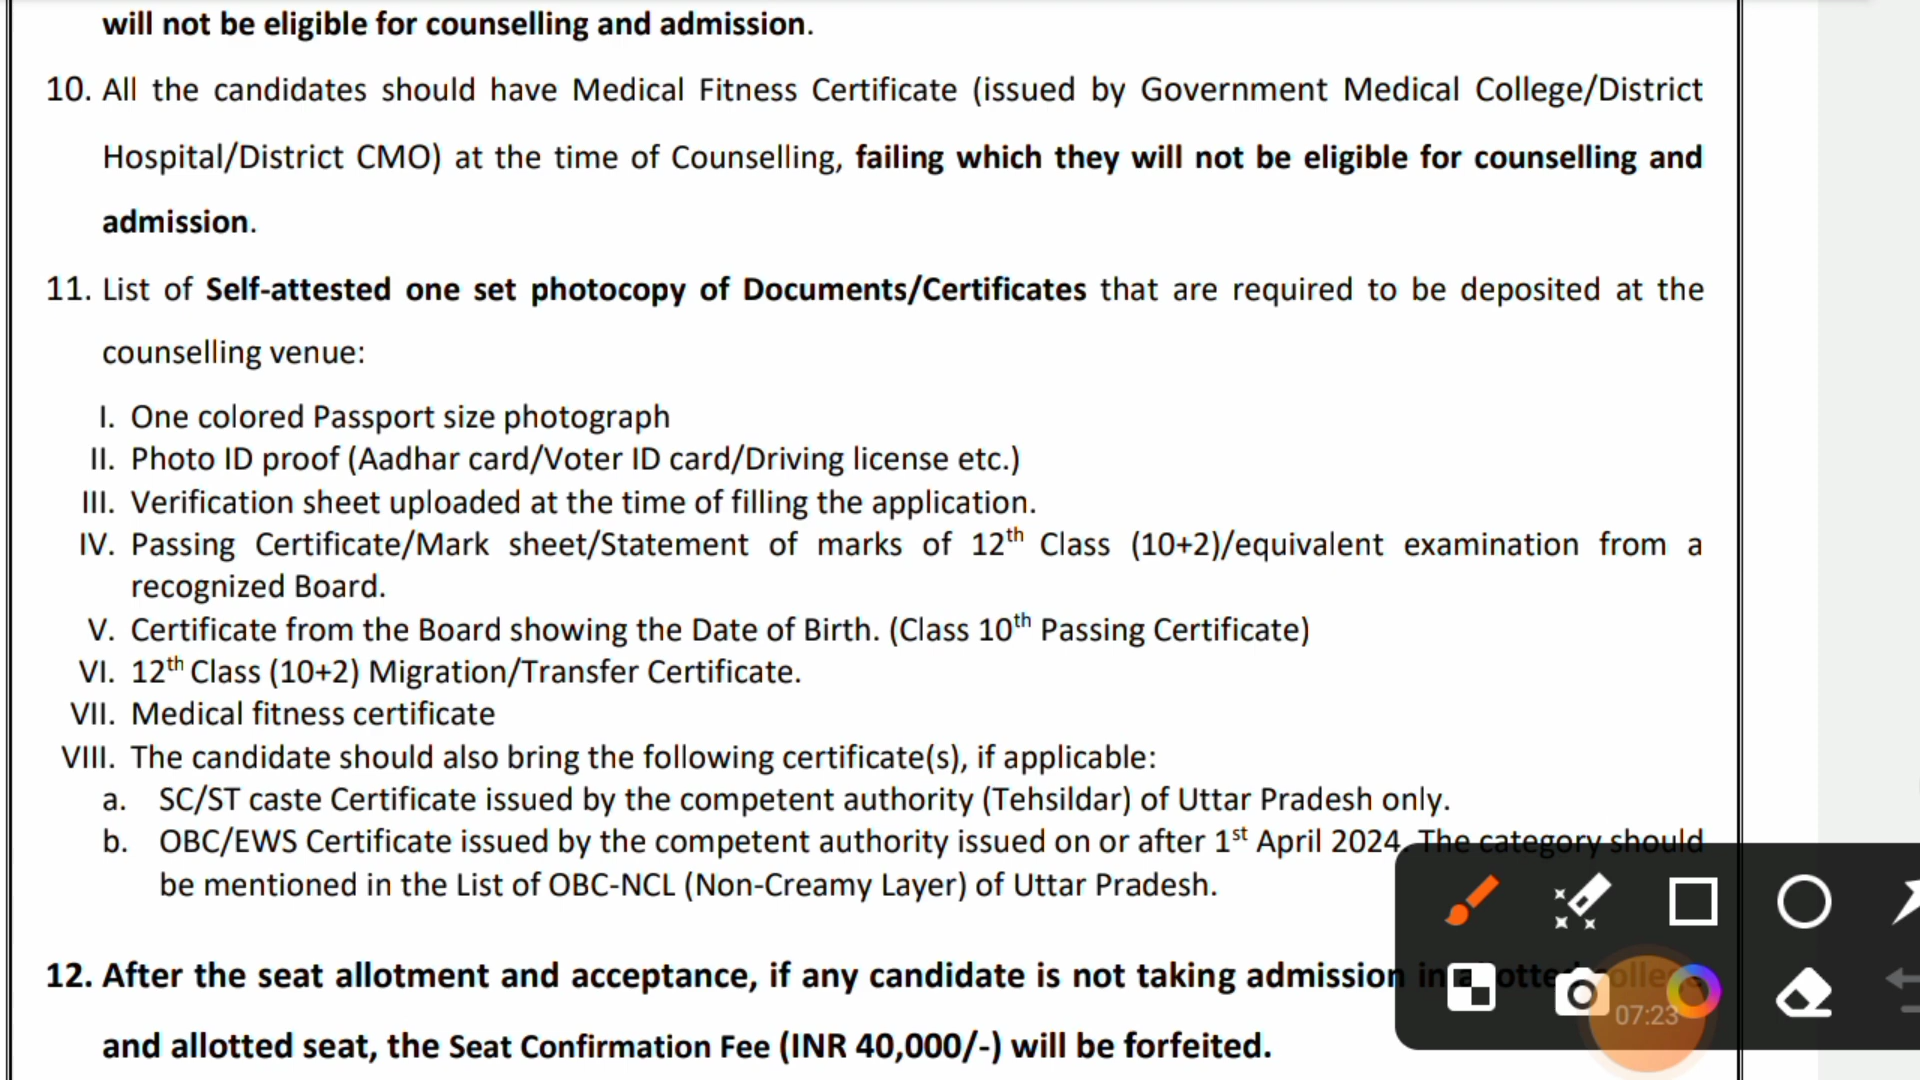 will not be eligible for counselling and admission.
10. All the candidates should have Medical Fitness Certificate (issued by Government Medical College/District
Hospital/District CMO) at the time of Counselling, failing which they will not be eligible for counselling and
admission.
11. List of Self-attested one set photocopy of Documents/Certificates that are required to be deposited at the
counselling venue:
I. One colored Passport size photograph
II. Photo ID proof (Aadhar card/Voter ID card/Driving license etc.)
III. Verification sheet uploaded at the time of filling the application.
IV. Passing Certificate/Mark sheet/Statement of marks of 12th Class (10+2)/equivalent examination from a
recognized Board.
V. Certificate from the Board showing the Date of Birth. (Class 10th Passing Certificate)
VI. 12th Class (10+2) Migration/Transfer Certificate.
VII. Medical fitness certificate
VIII. The candidate should also bring the following certificate(s), if applicable:
a. SC/ST caste Certificate issued by the competent authority (Tehsildar) of Uttar Pradesh only.
b. OBC/EWS Certificate issued by the competent authority issued on or after 1st April 2024. The category should
be mentioned in the List of OBC-NCL (Non-Creamy Layer) of Uttar Pradesh.
12. After the seat allotment and acceptance, if any candidate is not taking admission in
and allotted seat, the Seat Confirmation Fee (INR 40,000/-) will be forfeited.
07:23